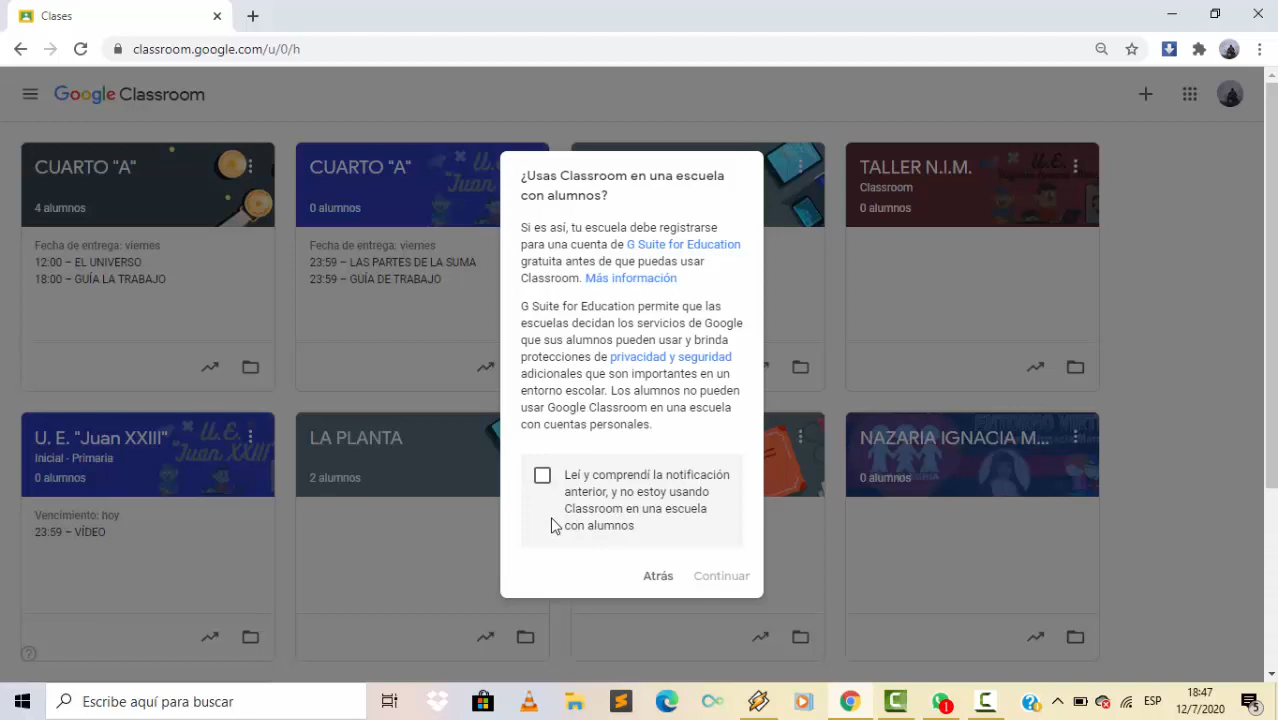 Clases
classroom.google.com/u/0/h
Google Classroom
CUARTO "A"
4 alumnos
Fecha de entrega: viernes
12:00 – EL UNIVERSO
18:00 – GUÍA LA TRABAJO
CUARTO "A"
0 alumnos
Fecha de entrega: viernes
23:59 – LAS PARTES DE LA SUMA
23:59 – GUÍA DE TRABAJO
TALLER N.I.M.
Classroom
0 alumnos
¿Usas Classroom en una escuela
con alumnos?
Si es así, tu escuela debe registrarse
para una cuenta de G Suite for Education
gratuita antes de que puedas usar
Classroom. Más información
G Suite for Education permite que las
escuelas decidan los servicios de Google
que sus alumnos pueden usar y brinda
protecciones de privacidad y seguridad
adicionales que son importantes en un
entorno escolar. Los alumnos no pueden
usar Google Classroom en una escuela
con cuentas personales.
Leí y comprendí la notificación
anterior, y no estoy usando
Classroom en una escuela
con alumnos
Atrás
Continuar
U. E. "Juan XXIII"
Inicial - Primaria
0 alumnos
U.E.
"Juan XXIII"
Vencimiento: hoy
23:59 – VÍDEO
LA PLANTA
2 alumnos
NAZARIA IGNACIA M...
0 alumnos
Escribe aquí para buscar
1
ESP
18:47
12/7/2020
5